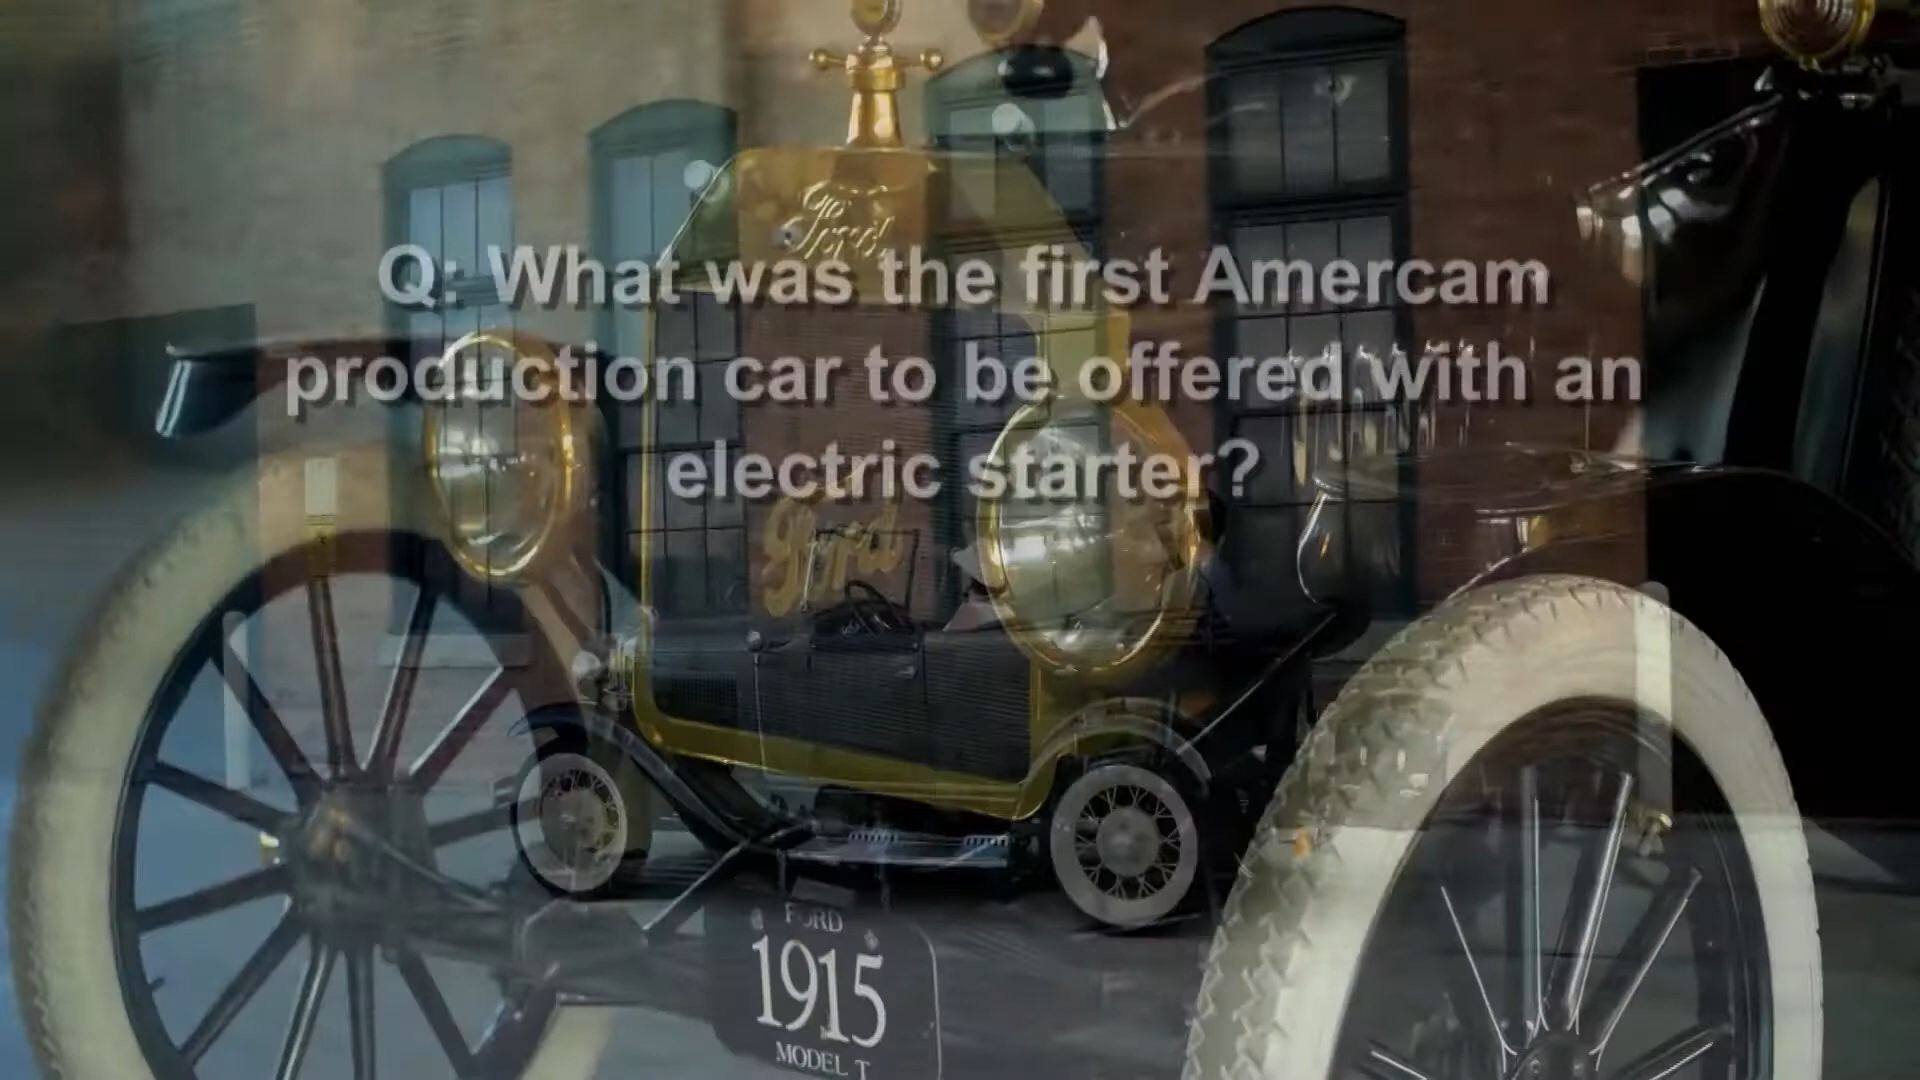 Ford
Q: What was the first Amercam
production car to be offered with an
electric starter?
Ford
FORD
1915
MODEL T